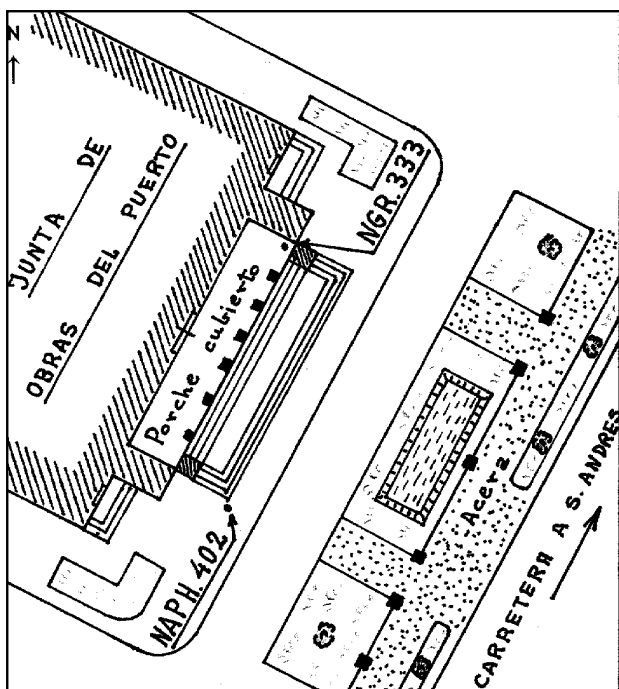 N
JUNTA DE
OBRAS DEL PUERTO
Porche cubierto
NGR. 333
NAPH. 402
Acera
CARRETERA A S. ANDRES